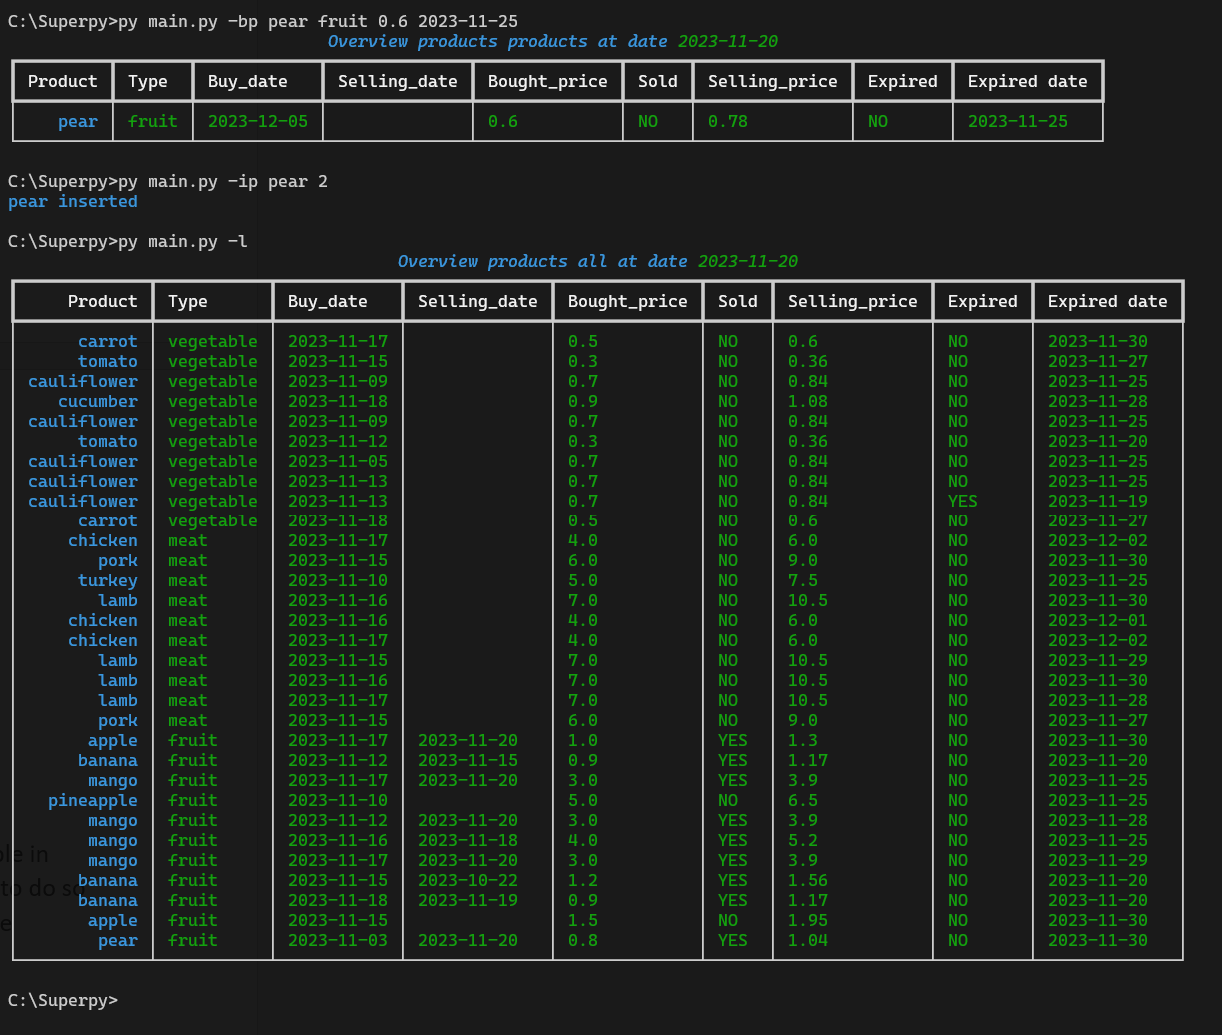 C:\Superpy>py main.py -bp pear fruit 0.6 2023-11-25
Overview products products at date 2023-11-20
Product Type Buy_date Selling_date Bought_price Sold Selling_price Expired Expired date
pear fruit 2023-12-05 0.6 NO 0.78 NO 2023-11-25
C:\Superpy>py main.py -ip pear 2
pear inserted
C:\Superpy>py main.py -l
Overview products all at date 2023-11-20
Product Type Buy_date Selling_date Bought_price Sold Selling_price Expired Expired date
carrot vegetable 2023-11-17 0.5 NO 0.6 NO 2023-11-30
tomato vegetable 2023-11-15 0.3 NO 0.36 NO 2023-11-27
cauliflower vegetable 2023-11-09 0.7 NO 0.84 NO 2023-11-25
cucumber vegetable 2023-11-18 0.9 NO 1.08 NO 2023-11-28
cauliflower vegetable 2023-11-09 0.7 NO 0.84 NO 2023-11-25
tomato vegetable 2023-11-12 0.3 NO 0.36 NO 2023-11-20
cauliflower vegetable 2023-11-05 0.7 NO 0.84 NO 2023-11-25
cauliflower vegetable 2023-11-13 0.7 NO 0.84 NO 2023-11-25
cauliflower vegetable 2023-11-13 0.7 NO 0.84 YES 2023-11-19
carrot vegetable 2023-11-18 0.5 NO 0.6 NO 2023-11-27
chicken meat 2023-11-17 4.0 NO 6.0 NO 2023-12-02
pork meat 2023-11-15 6.0 NO 9.0 NO 2023-11-30
turkey meat 2023-11-10 5.0 NO 7.5 NO 2023-11-25
lamb meat 2023-11-16 7.0 NO 10.5 NO 2023-11-30
chicken meat 2023-11-16 4.0 NO 6.0 NO 2023-12-01
chicken meat 2023-11-17 4.0 NO 6.0 NO 2023-12-02
lamb meat 2023-11-15 7.0 NO 10.5 NO 2023-11-29
lamb meat 2023-11-16 7.0 NO 10.5 NO 2023-11-30
lamb meat 2023-11-17 7.0 NO 10.5 NO 2023-11-28
pork meat 2023-11-15 6.0 NO 9.0 NO 2023-11-27
apple fruit 2023-11-17 2023-11-20 1.0 YES 1.3 NO 2023-11-30
banana fruit 2023-11-12 2023-11-15 0.9 YES 1.17 NO 2023-11-20
mango fruit 2023-11-17 2023-11-20 3.0 YES 3.9 NO 2023-11-25
pineapple fruit 2023-11-10 5.0 NO 6.5 NO 2023-11-25
mango fruit 2023-11-12 2023-11-20 3.0 YES 3.9 NO 2023-11-28
mango fruit 2023-11-16 2023-11-18 4.0 YES 5.2 NO 2023-11-25
mango fruit 2023-11-17 2023-11-20 3.0 YES 3.9 NO 2023-11-29
banana fruit 2023-11-15 2023-10-22 1.2 YES 1.56 NO 2023-11-20
banana fruit 2023-11-18 2023-11-19 0.9 YES 1.17 NO 2023-11-20
apple fruit 2023-11-15 1.5 NO 1.95 NO 2023-11-30
pear fruit 2023-11-03 2023-11-20 0.8 YES 1.04 NO 2023-11-30
C:\Superpy>